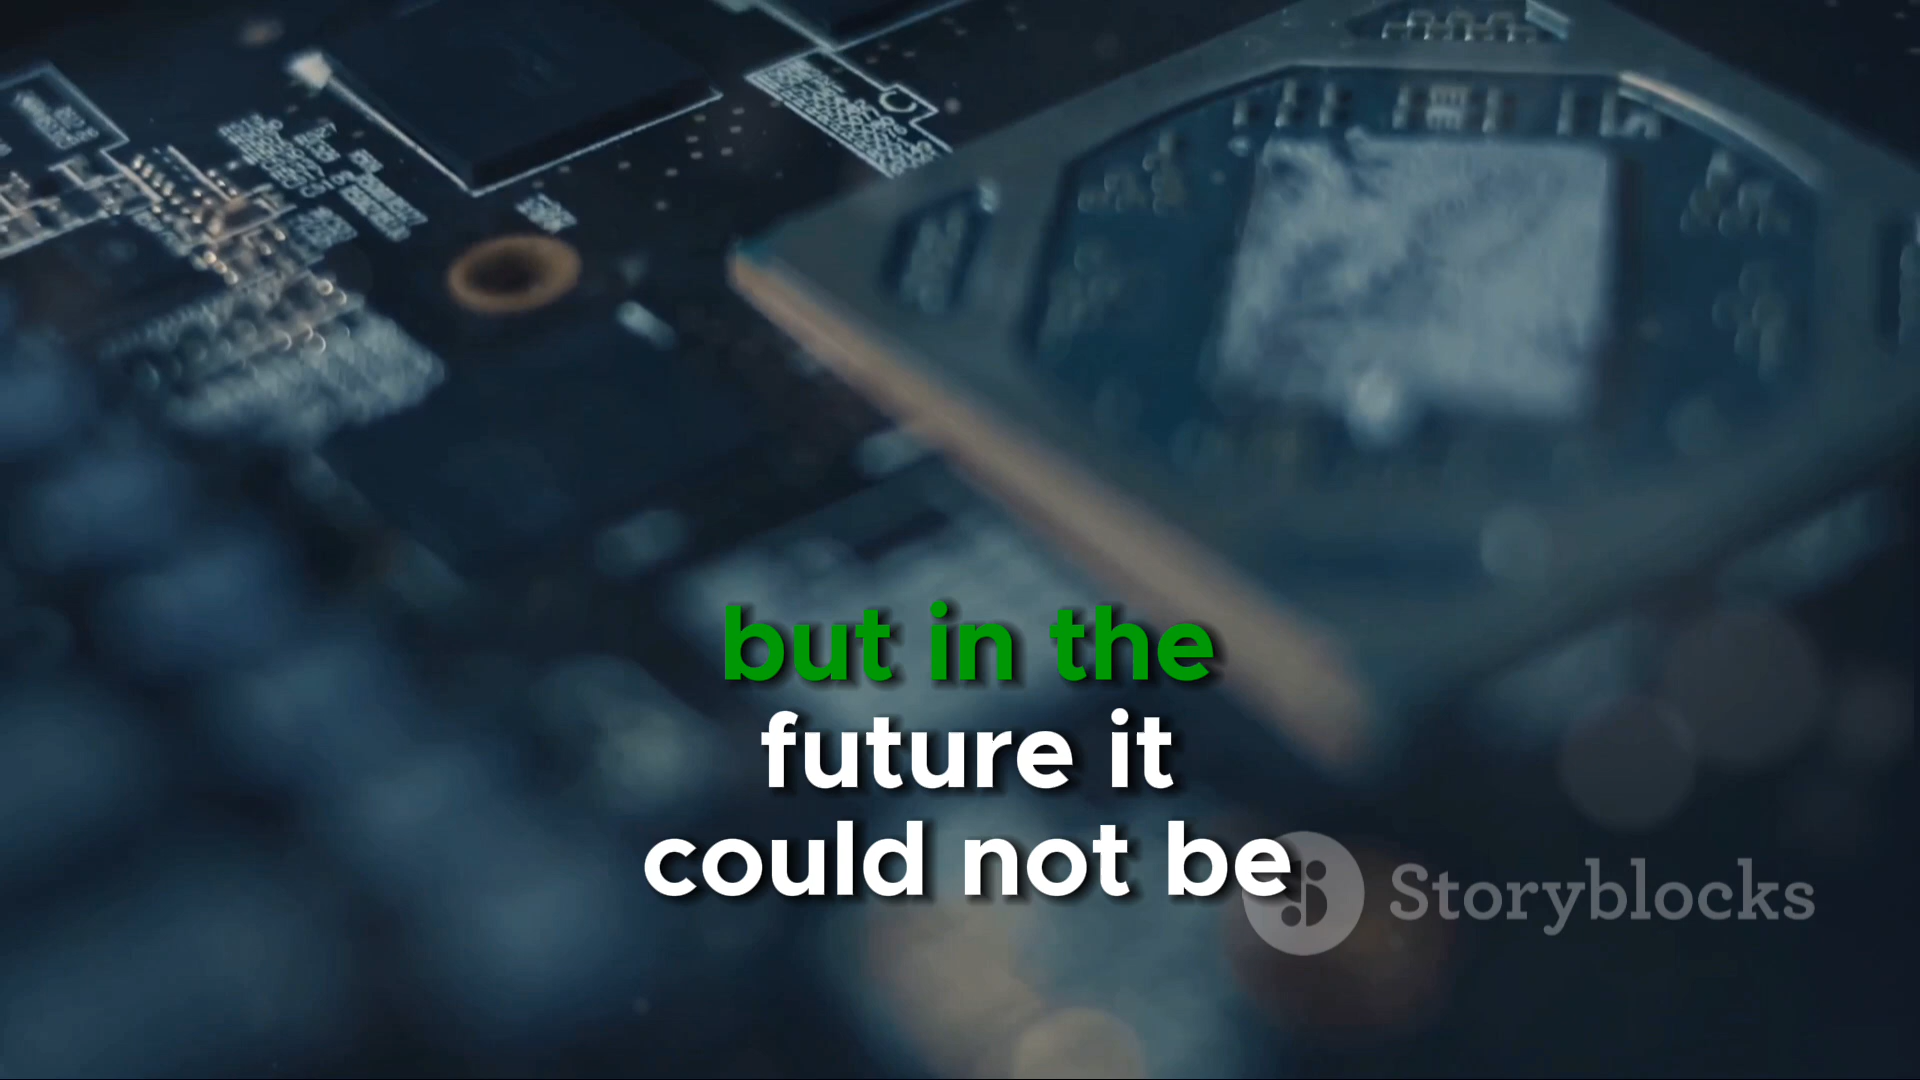 but in the
future it
could not be
Storyblocks